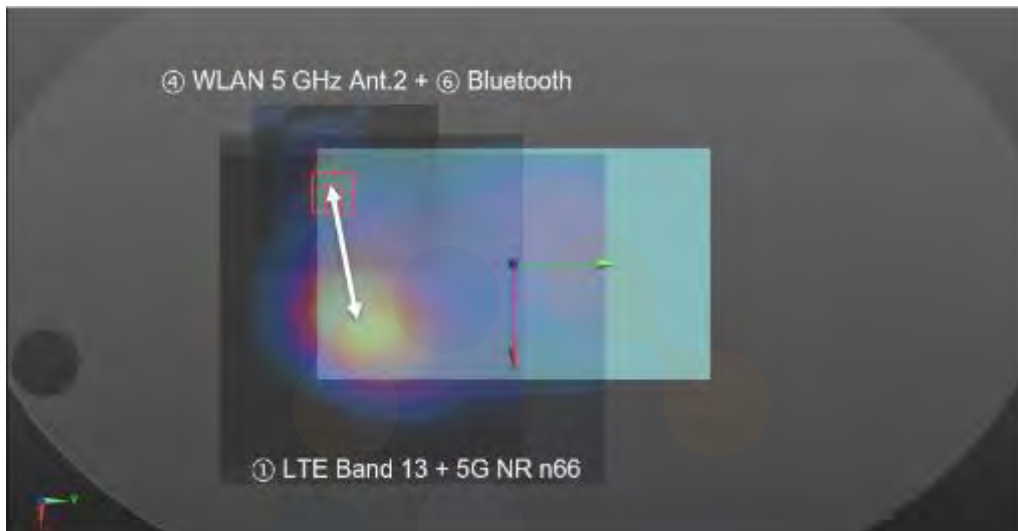 ④ WLAN 5 GHz Ant.2 + ⑥ Bluetooth
① LTE Band 13 + 5G NR n66
Y